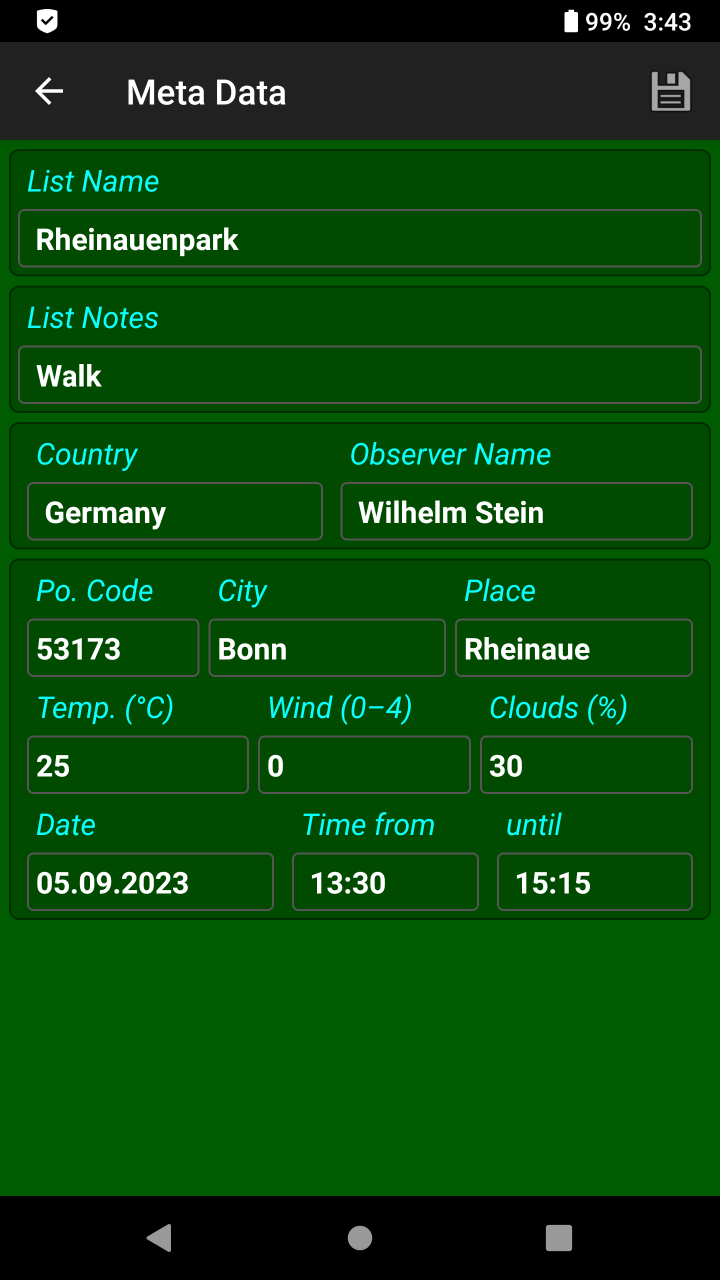 99% 3:43
Meta Data
List Name
Rheinauenpark
List Notes
Walk
Country Observer Name
Germany Wilhelm Stein
Po. Code City Place
53173 Bonn Rheinaue
Temp. (°C) Wind (0–4) Clouds (%)
25 0 30
Date Time from until
05.09.2023 13:30 15:15